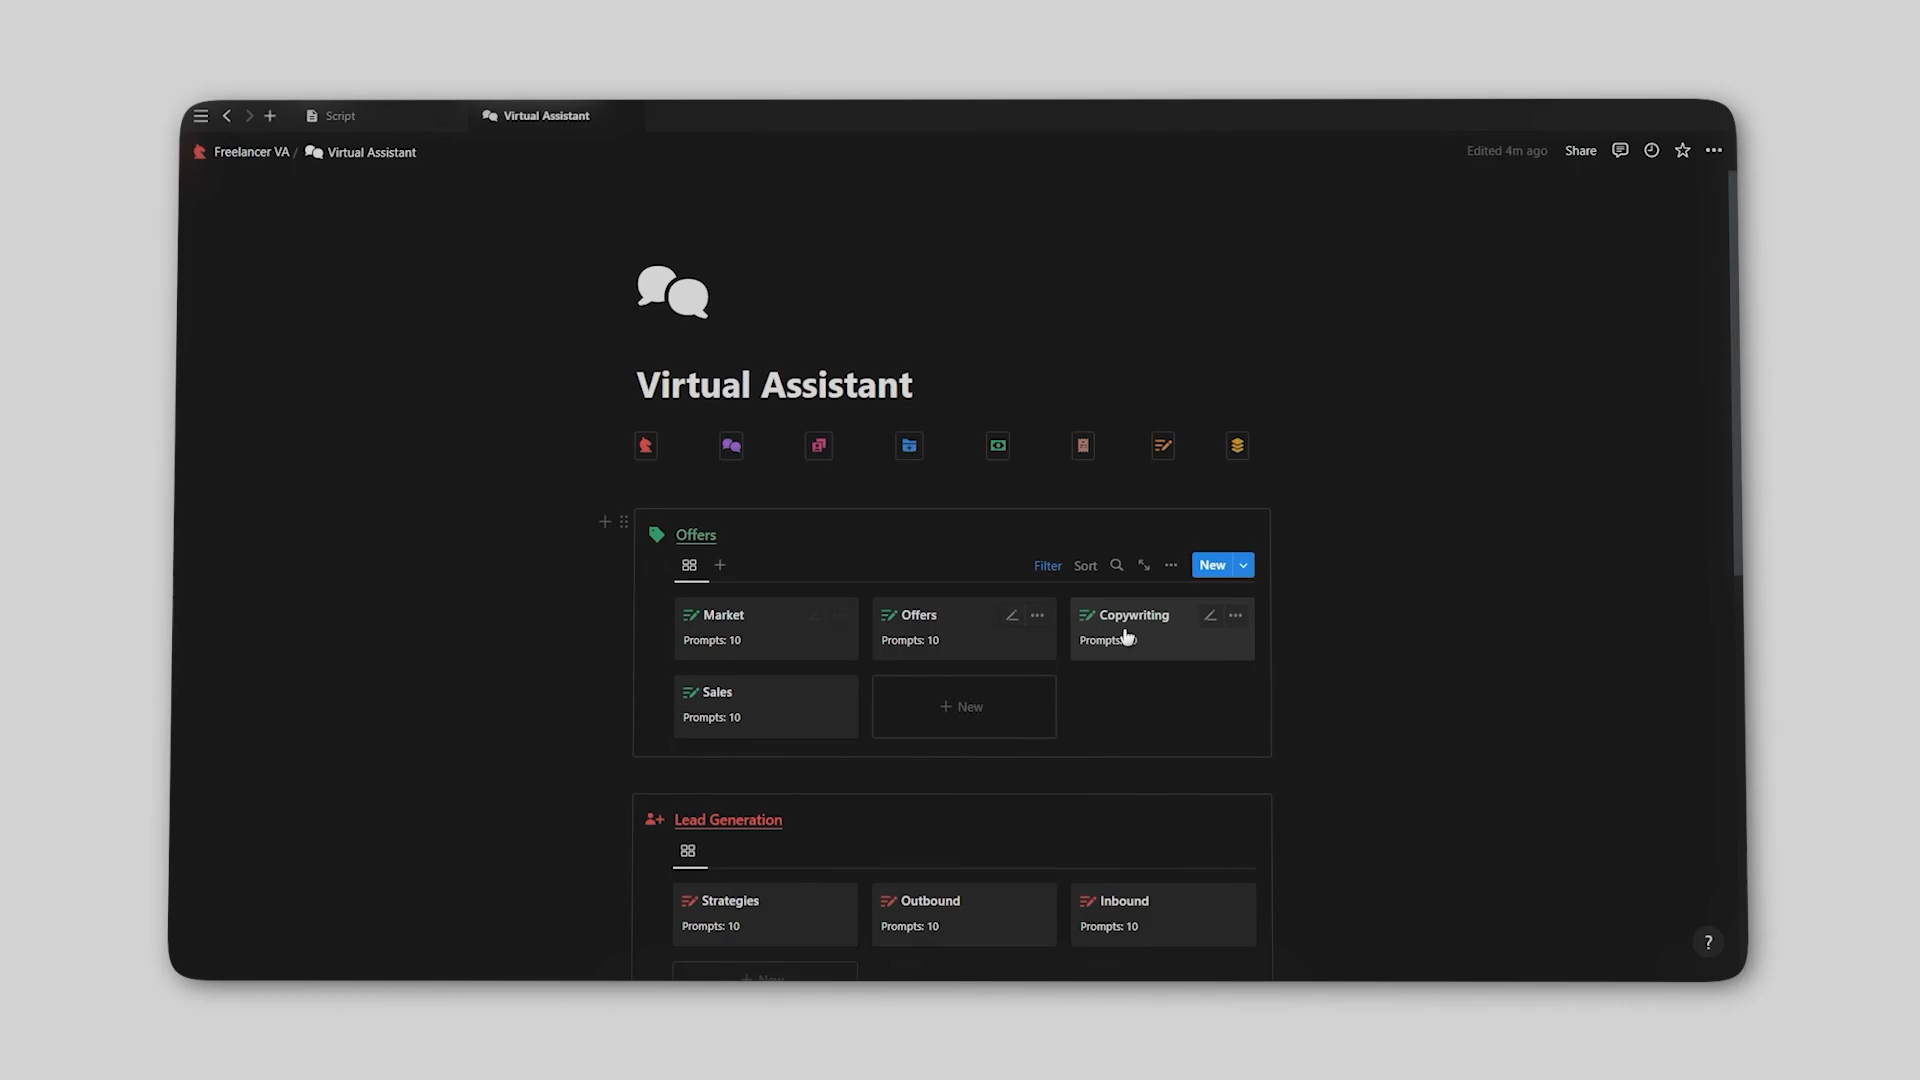 Script
Virtual Assistant
Freelancer VA / Virtual Assistant
Edited 4m ago Share
Virtual Assistant
Offers
Filter Sort New
Market
Prompts: 10
Offers
Prompts: 10
Copywriting
Prompts:
Sales
Prompts: 10
+ New
Lead Generation
Strategies
Prompts: 10
Outbound
Prompts: 10
Inbound
Prompts: 10
+ New
?